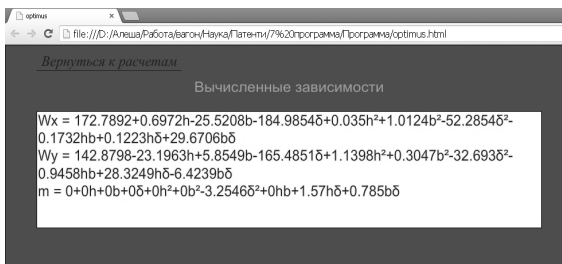 optimus
file:///D:/Алеша/Работа/вагон/Наука/Патенти/7%20программа/Программа/optimus.html
Вернуться к расчетам
Вычисленные зависимости
Wx = 172.7892+0.6972h-25.5208b-184.9854δ+0.035h²+1.0124b²-52.2854δ²-
0.1732hb+0.1223hδ+29.6706bδ
Wy = 142.8798-23.1963h+5.8549b-165.4851δ+1.1398h²+0.3047b²-32.693δ²-
0.9458hb+28.3249hδ-6.4239bδ
m = 0+0h+0b+0δ+0h²+0b²-3.2546δ²+0hb+1.57hδ+0.785bδ